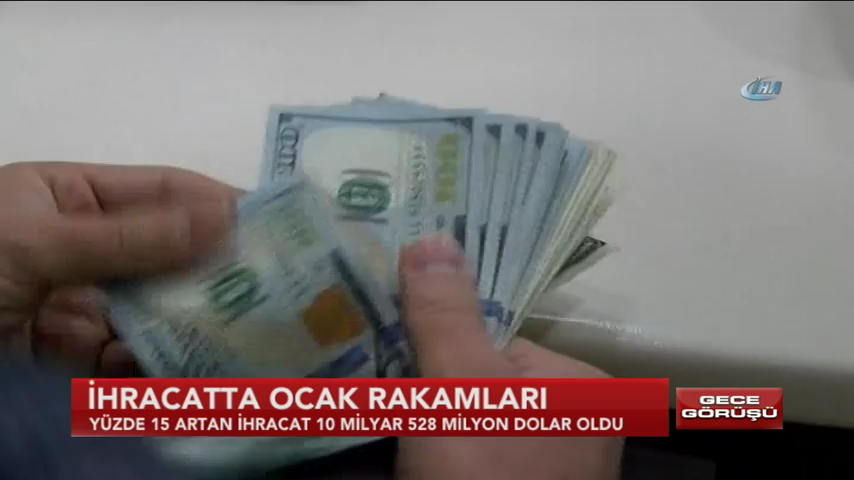 İHA
İHRACATTA OCAK RAKAMLARI
YÜZDE 15 ARTAN İHRACAT 10 MİLYAR 528 MİLYON DOLAR OLDU
GECE
GÖRÜŞÜ